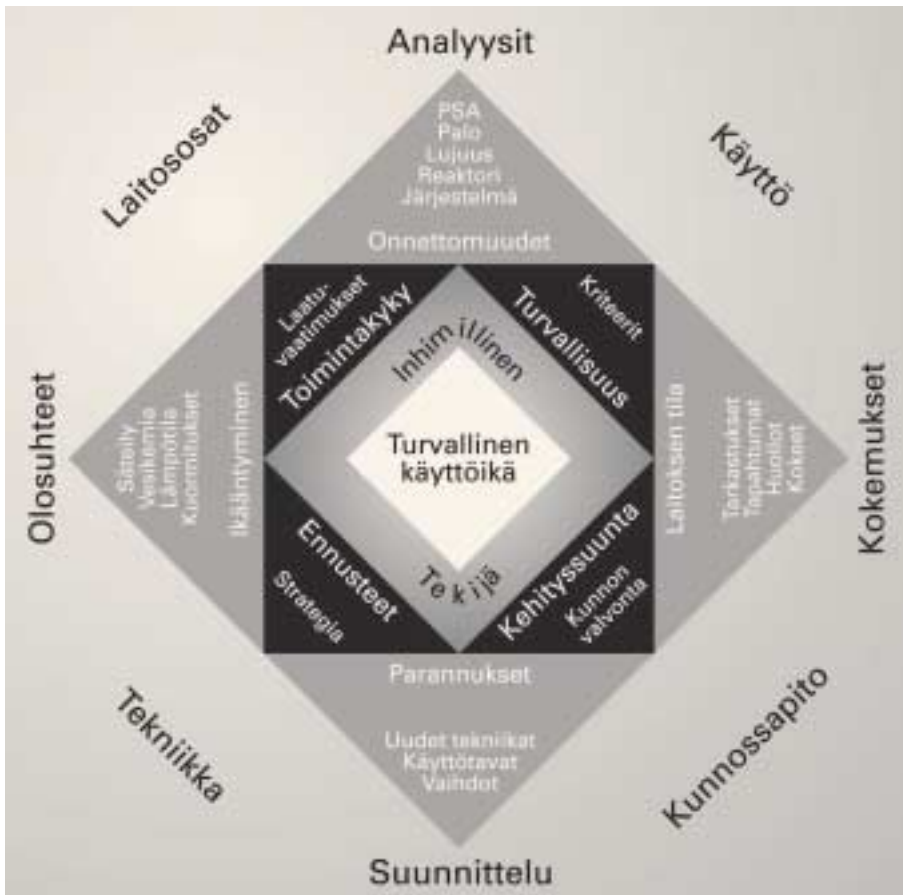 Analyysit
Laitososat
Käyttö
PSA
Palo
Lujuus
Reaktori
Järjestelmä
Onnettomuudet
Laatu-
vaatimukset
Toimintakyky
Turvallisuus
Kriteerit
Inhimillinen
Tekijä
Turvallinen
käyttöikä
Olosuhteet
Säteily
Vesikemia
Lämpötila
Kuormitukset
Ikääntyminen
Laitoksen tila
Tarkastukset
Tapahtumat
Huollot
Kokeet
Kokemukset
Ennusteet
Strategia
Kehityssuunta
Kunnon
valvonta
Parannukset
Uudet tekniikat
Käyttötavat
Vaihdot
Tekniikka
Kunnossapito
Suunnittelu